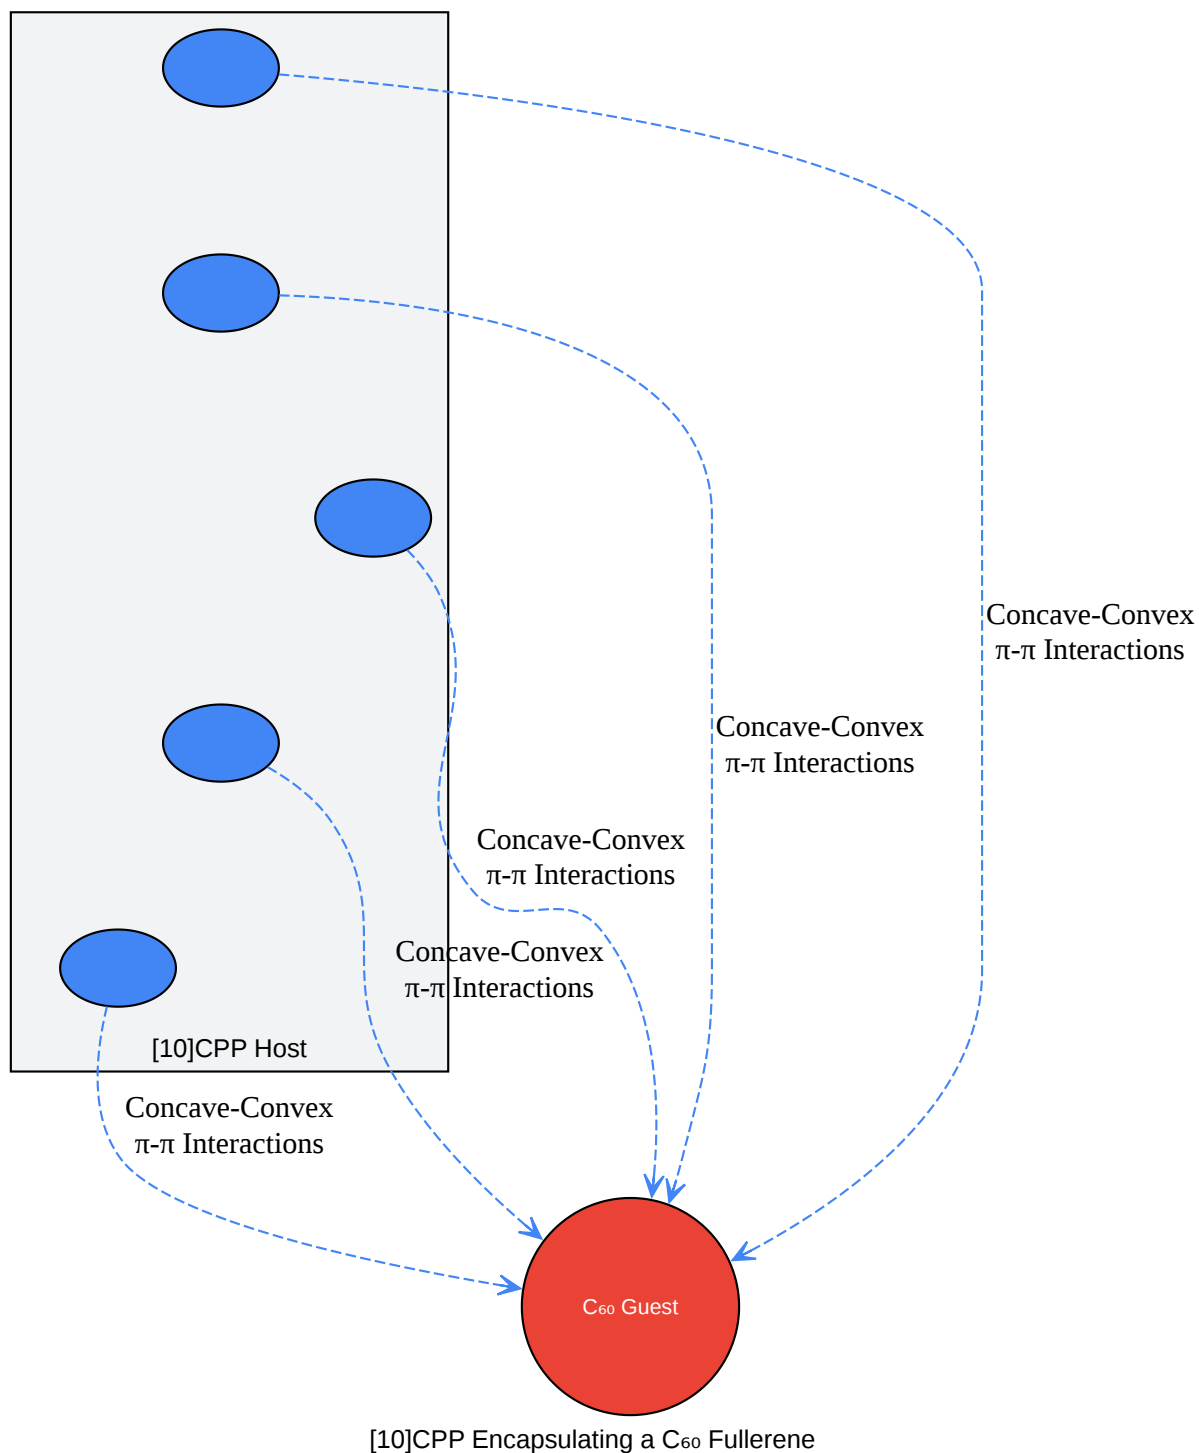 Concave-Convex
π-π Interactions
Concave-Convex
π-π Interactions
Concave-Convex
π-π Interactions
Concave-Convex
π-π Interactions
[10]CPP Host
Concave-Convex
π-π Interactions
C₆₀ Guest
[10]CPP Encapsulating a C₆₀ Fullerene